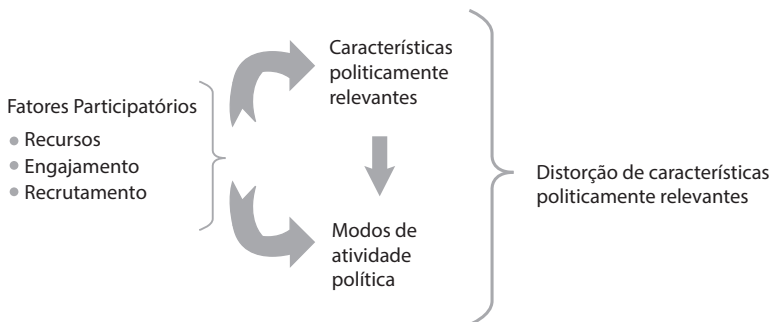 Fatores Participatórios
Recursos
Engajamento
Recrutamento
Características
politicamente
relevantes
Modos de
atividade
política
Distorção de características
politicamente relevantes